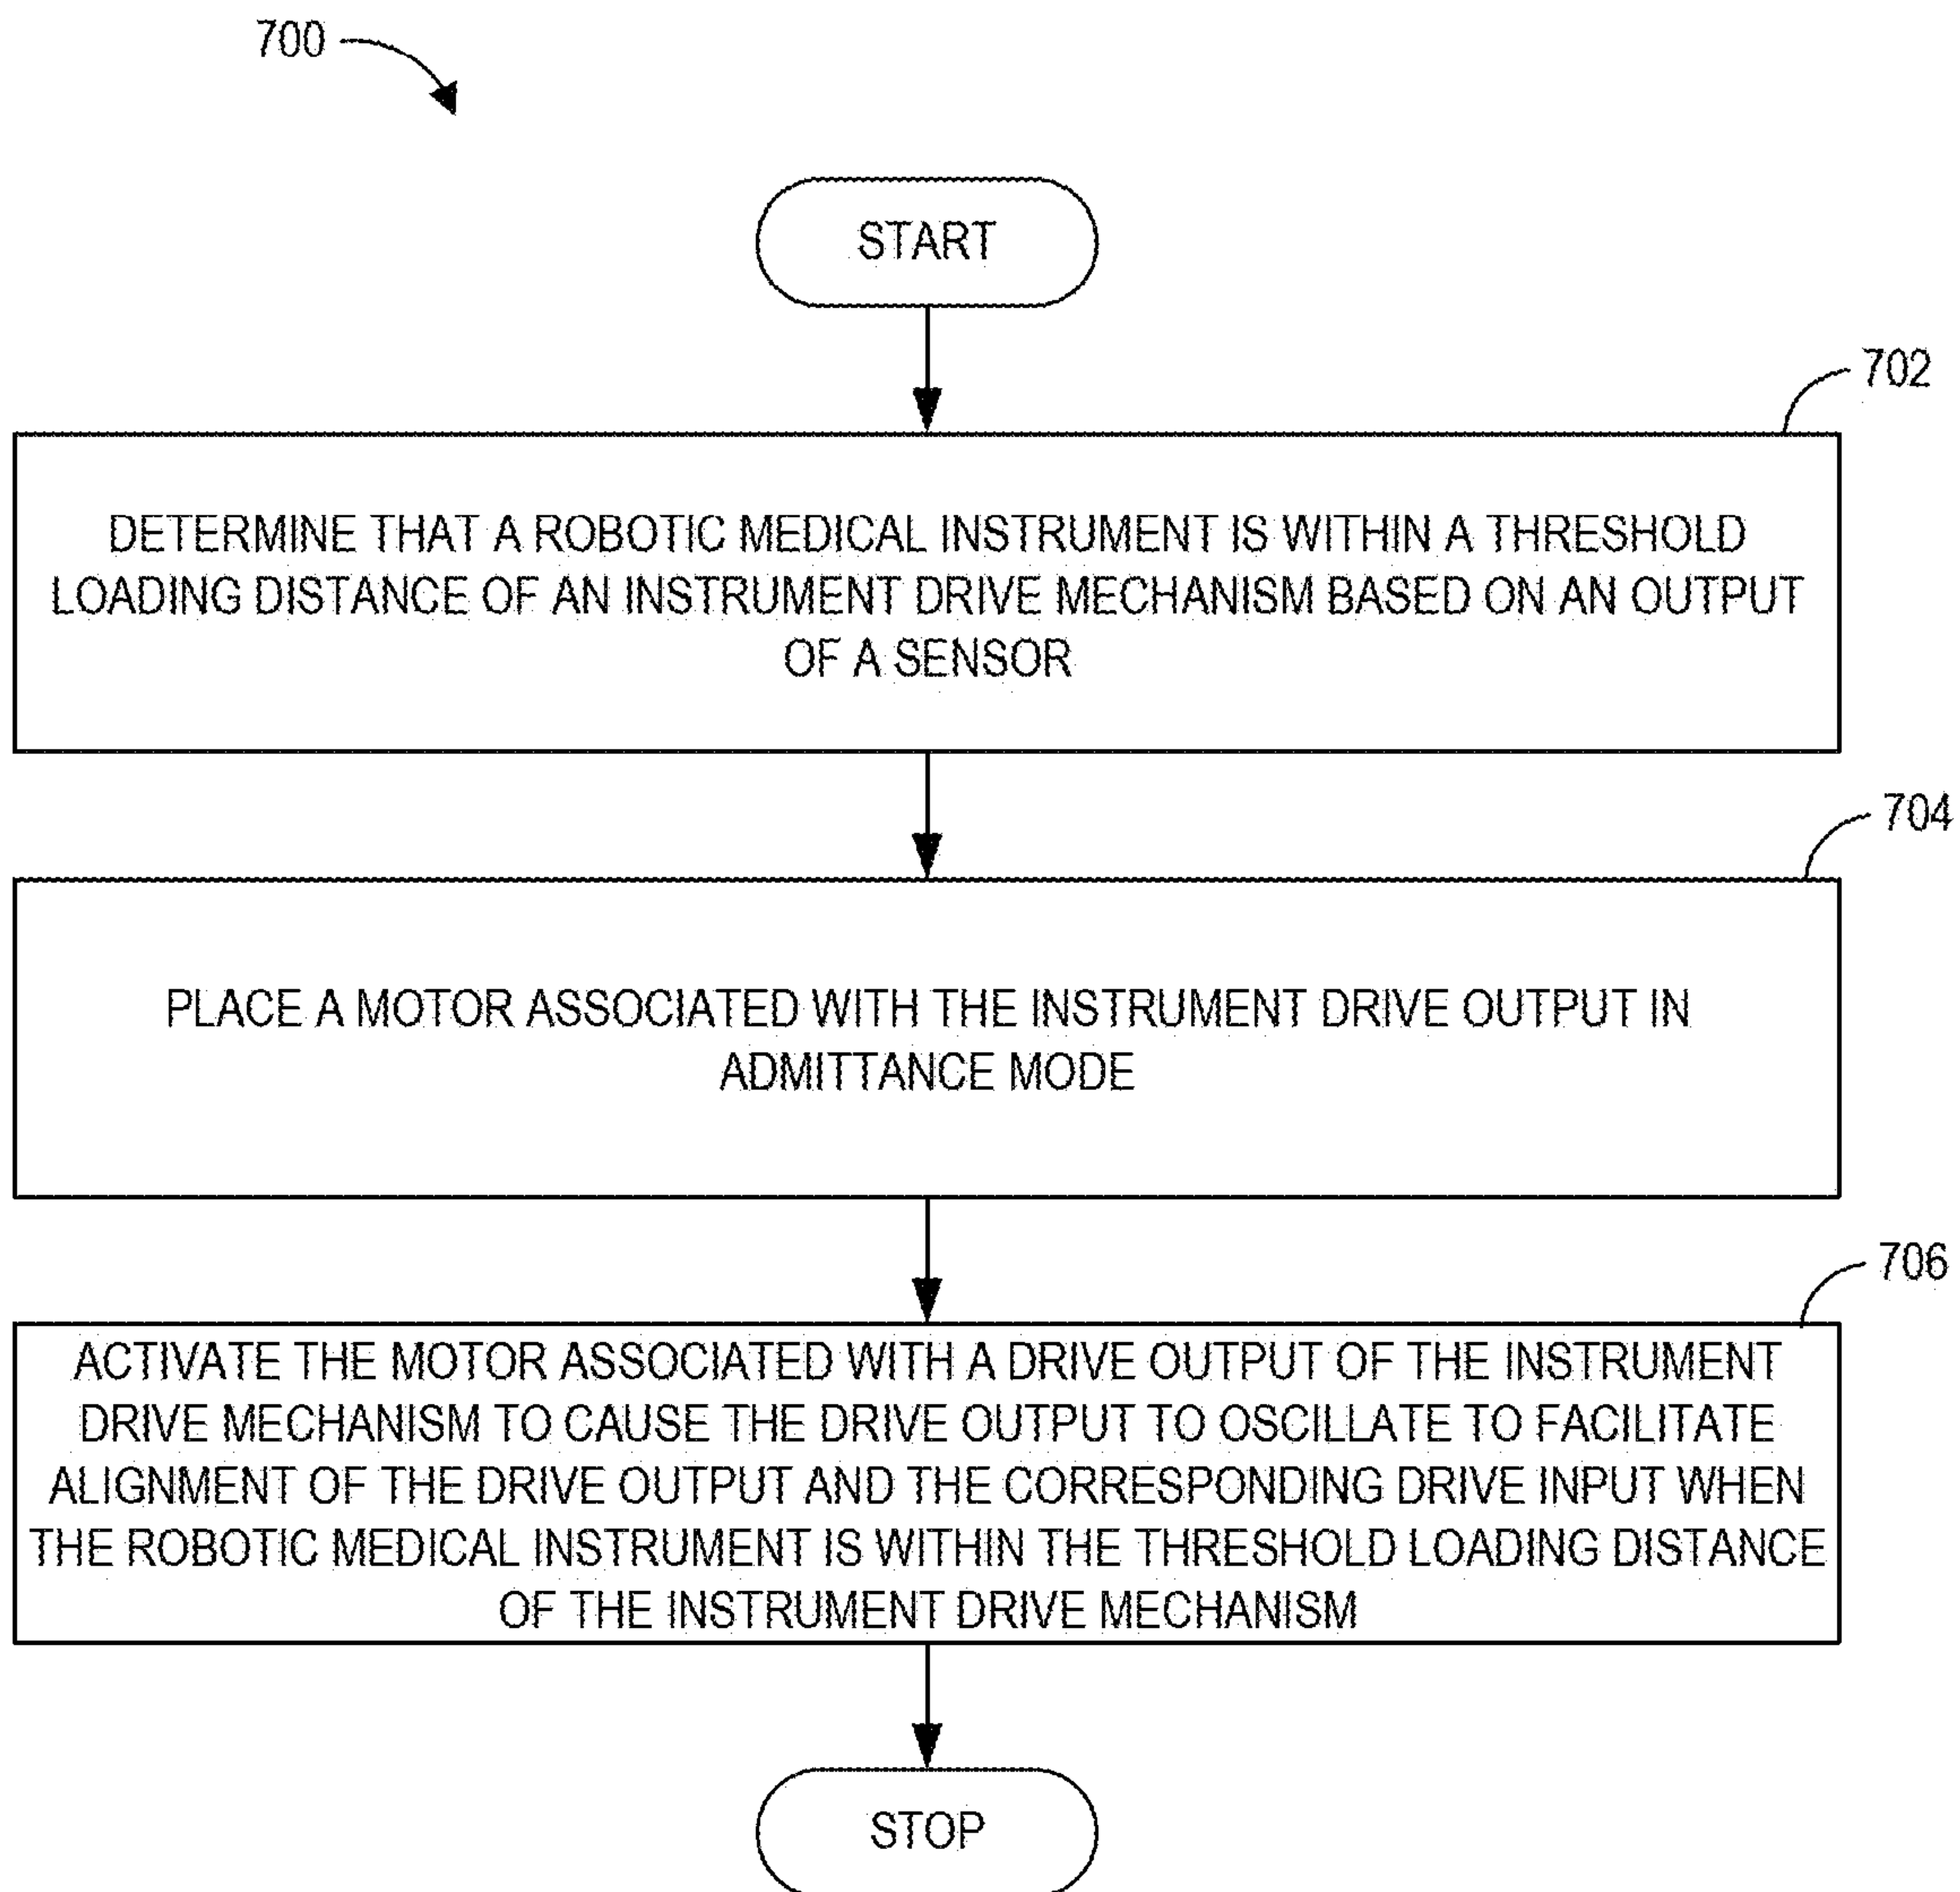 700
START
702
DETERMINE THAT A ROBOTIC MEDICAL INSTRUMENT IS WITHIN A THRESHOLD
LOADING DISTANCE OF AN INSTRUMENT DRIVE MECHANISM BASED ON AN OUTPUT
OF A SENSOR
704
PLACE A MOTOR ASSOCIATED WITH THE INSTRUMENT DRIVE OUTPUT IN
ADMITTANCE MODE
706
ACTIVATE THE MOTOR ASSOCIATED WITH A DRIVE OUTPUT OF THE INSTRUMENT
DRIVE MECHANISM TO CAUSE THE DRIVE OUTPUT TO OSCILLATE TO FACILITATE
ALIGNMENT OF THE DRIVE OUTPUT AND THE CORRESPONDING DRIVE INPUT WHEN
THE ROBOTIC MEDICAL INSTRUMENT IS WITHIN THE THRESHOLD LOADING DISTANCE
OF THE INSTRUMENT DRIVE MECHANISM
STOP